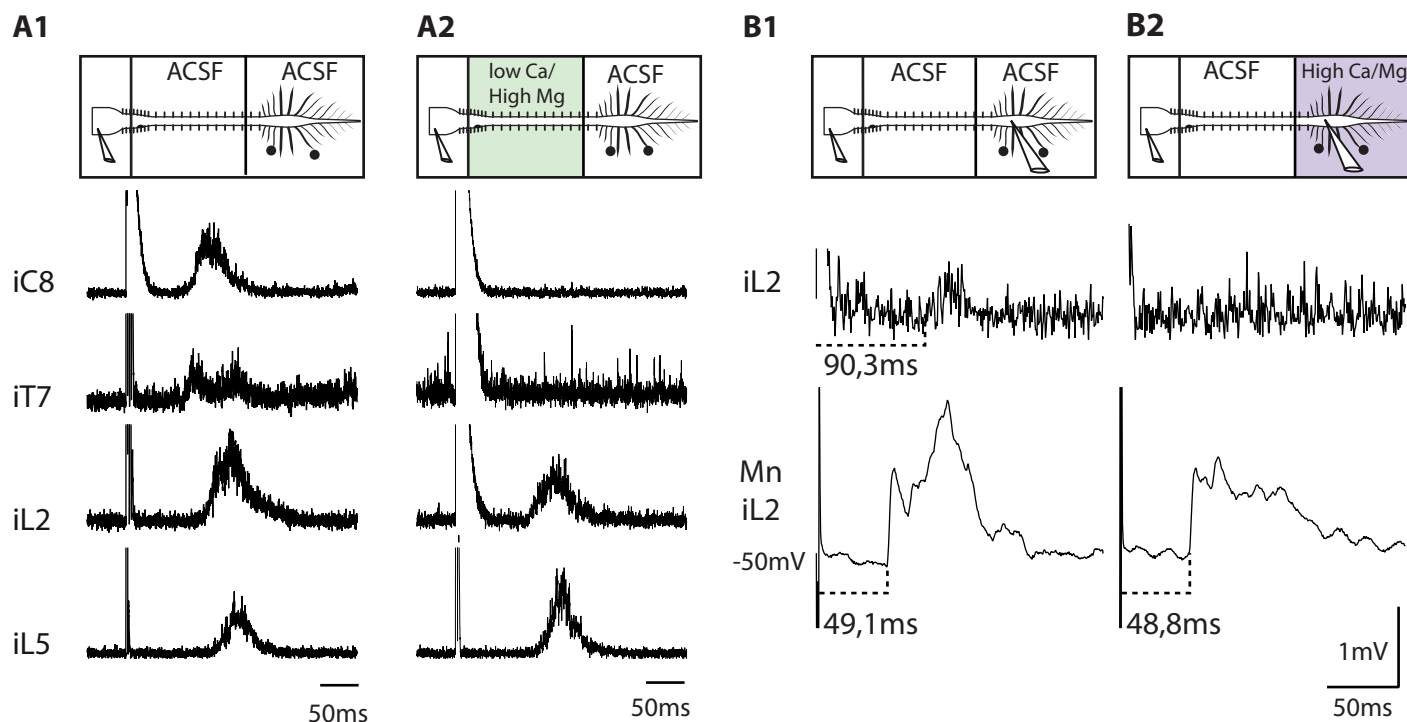 A1
A2
B1
B2
ACSF
ACSF
low Ca/
High Mg
ACSF
ACSF
ACSF
ACSF
High Ca/Mg
iC8
iT7
iL2
iL5
50ms
50ms
iL2
90,3ms
Mn
iL2
-50mV
49,1ms
48,8ms
1mV
50ms